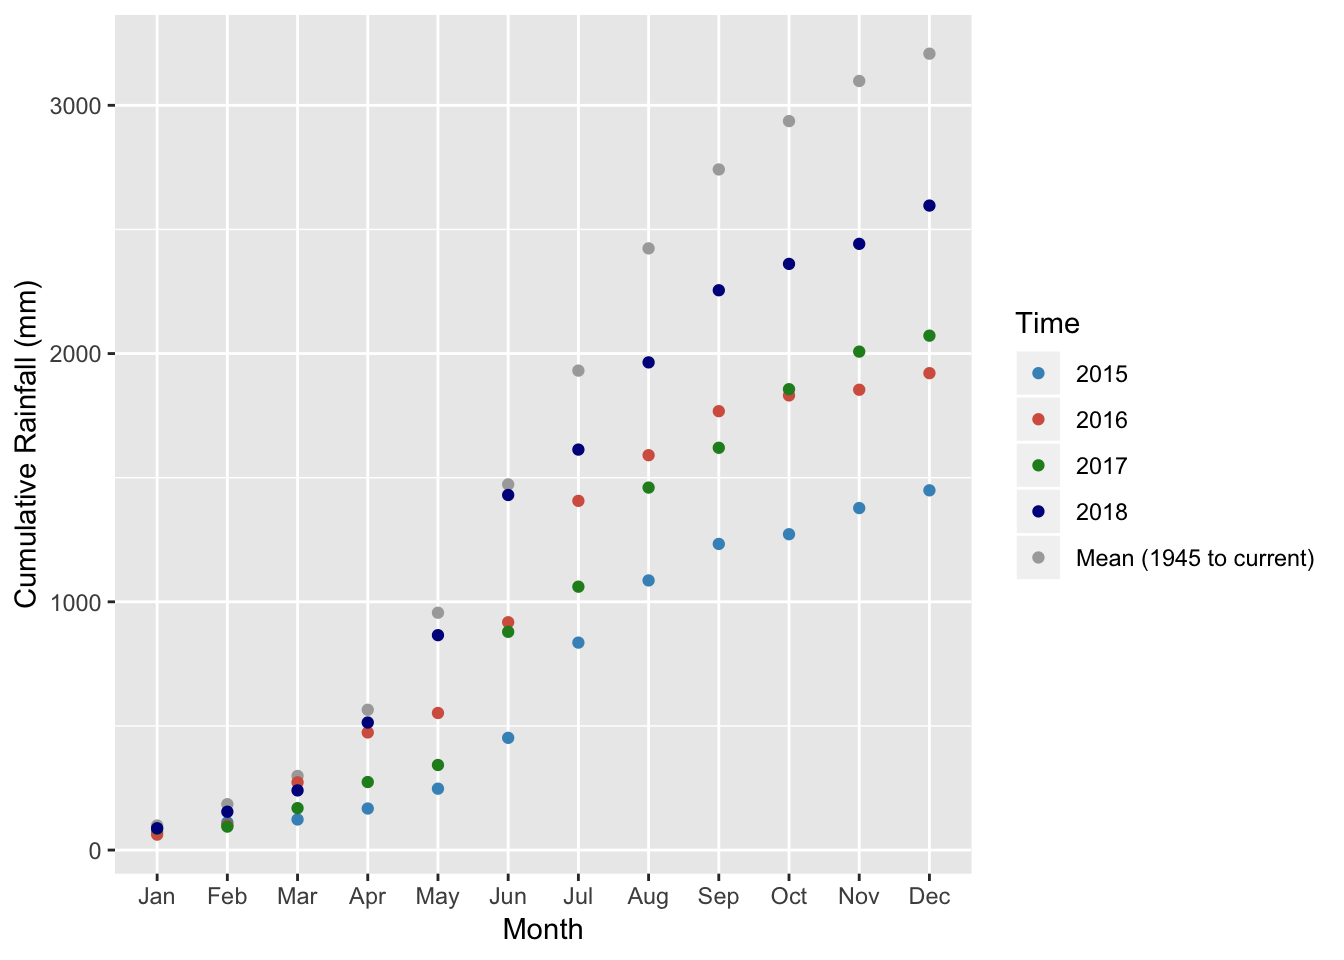 Cumulative Rainfall (mm)
3000
2000
1000
0
Jan Feb Mar Apr May Jun Jul Aug Sep Oct Nov Dec
Month
Time
2015
2016
2017
2018
Mean (1945 to current)